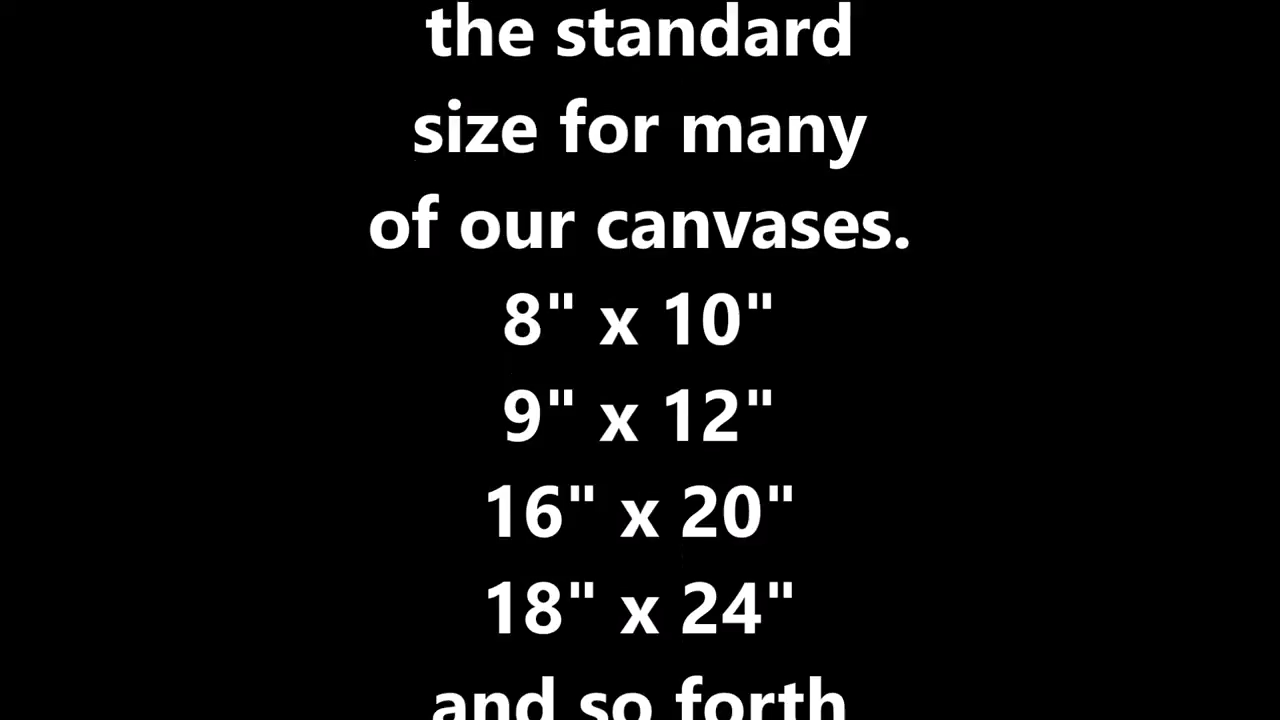 the standard
size for many
of our canvases.
8" x 10"
9" x 12"
16" x 20"
18" x 24"
and so forth